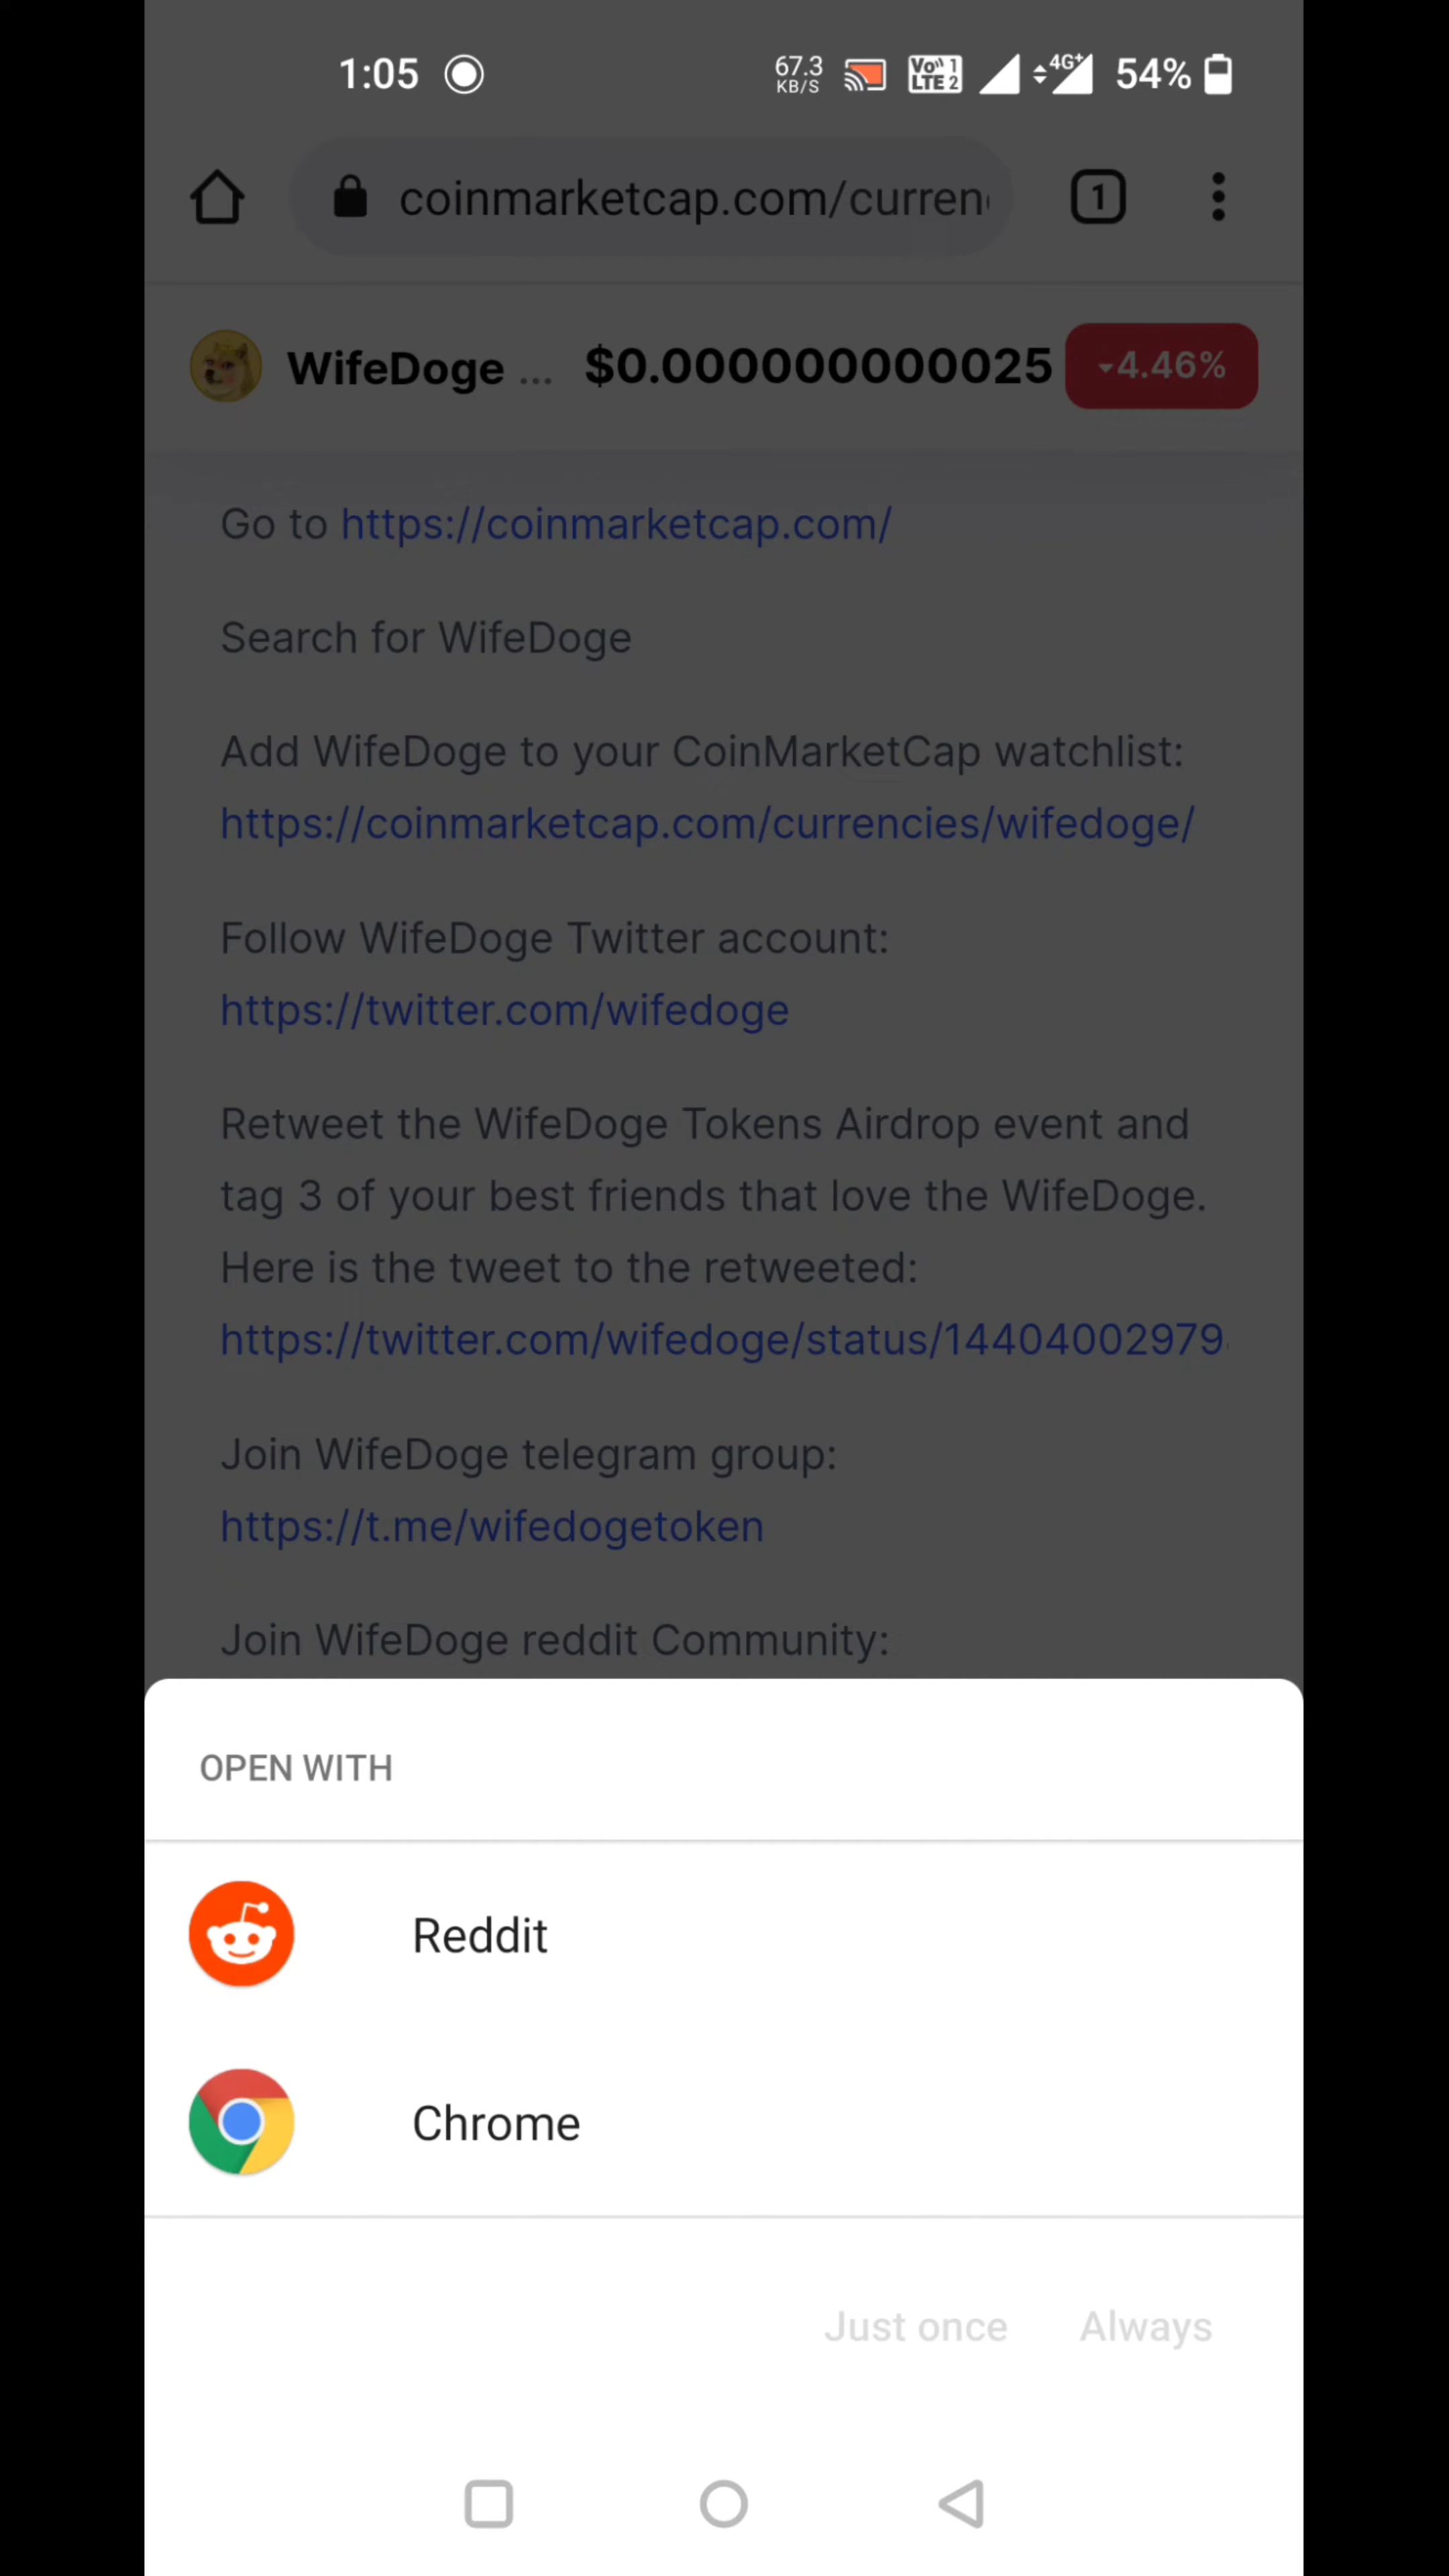 1:05 67.3 KB/S Vo)) 1 LTE 2 4G+ 54%
coinmarketcap.com/curren
1
WifeDoge ... $0.000000000025 4.46%
Go to https://coinmarketcap.com/
Search for WifeDoge
Add WifeDoge to your CoinMarketCap watchlist:
https://coinmarketcap.com/currencies/wifedoge/
Follow WifeDoge Twitter account:
https://twitter.com/wifedoge
Retweet the WifeDoge Tokens Airdrop event and
tag 3 of your best friends that love the WifeDoge.
Here is the tweet to the retweeted:
https://twitter.com/wifedoge/status/14404002979
Join WifeDoge telegram group:
https://t.me/wifedogetoken
Join WifeDoge reddit Community:
OPEN WITH
Reddit
Chrome
Just once Always